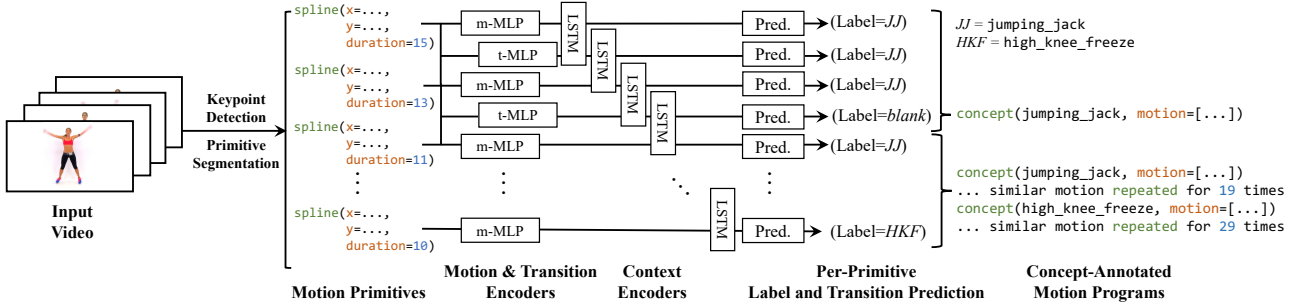 Input
Video
Keypoint
Detection
Primitive
Segmentation
spline(x=...,
y=...,
duration=15)
spline(x=...,
y=...,
duration=13)
spline(x=...,
y=...,
duration=11)
spline(x=...,
y=...,
duration=10)
Motion Primitives
m-MLP
t-MLP
m-MLP
t-MLP
m-MLP
m-MLP
Motion & Transition
Encoders
LSTM
LSTM
LSTM
LSTM
LSTM
Context
Encoders
Pred.
Pred.
Pred.
Pred.
Pred.
Pred.
(Label=JJ)
(Label=JJ)
(Label=JJ)
(Label=blank)
(Label=JJ)
(Label=HKF)
Per-Primitive
Label and Transition Prediction
JJ = jumping_jack
HKF = high_knee_freeze
concept(jumping_jack, motion=[...])
concept(jumping_jack, motion=[...])
... similar motion repeated for 19 times
concept(high_knee_freeze, motion=[...])
... similar motion repeated for 29 times
Concept-Annotated
Motion Programs